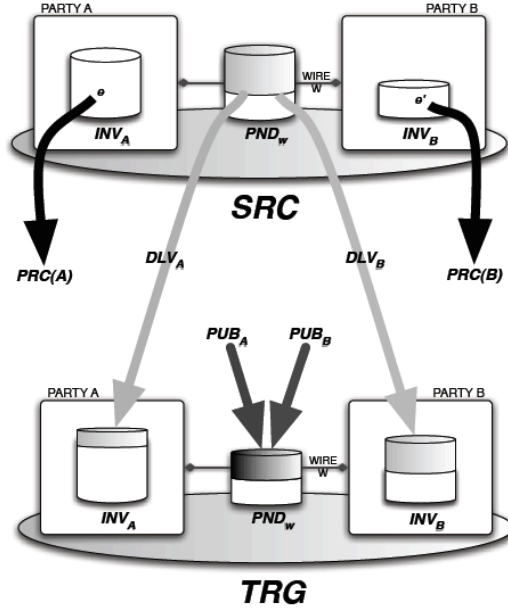 PARTY A
PARTY B
e
WIRE
W
e'
INV_A
PND_w
INV_B
SRC
DLV_A
DLV_B
PRC(A)
PRC(B)
PUB_A
PUB_B
PARTY A
PARTY B
WIRE
W
INV_A
PND_w
INV_B
TRG